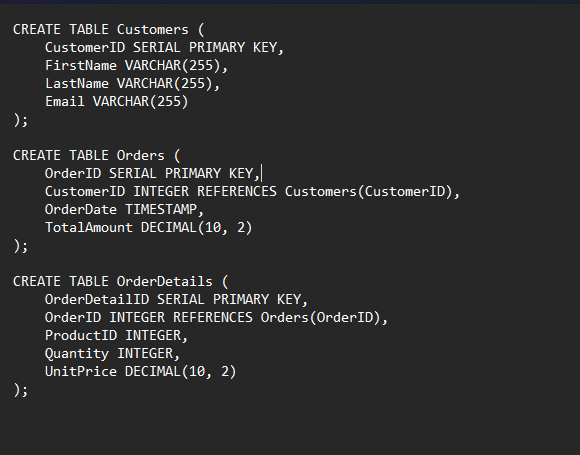 CREATE TABLE Customers (
    CustomerID SERIAL PRIMARY KEY,
    FirstName VARCHAR(255),
    LastName VARCHAR(255),
    Email VARCHAR(255)
);

CREATE TABLE Orders (
    OrderID SERIAL PRIMARY KEY,
    CustomerID INTEGER REFERENCES Customers(CustomerID),
    OrderDate TIMESTAMP,
    TotalAmount DECIMAL(10, 2)
);

CREATE TABLE OrderDetails (
    OrderDetailID SERIAL PRIMARY KEY,
    OrderID INTEGER REFERENCES Orders(OrderID),
    ProductID INTEGER,
    Quantity INTEGER,
    UnitPrice DECIMAL(10, 2)
);